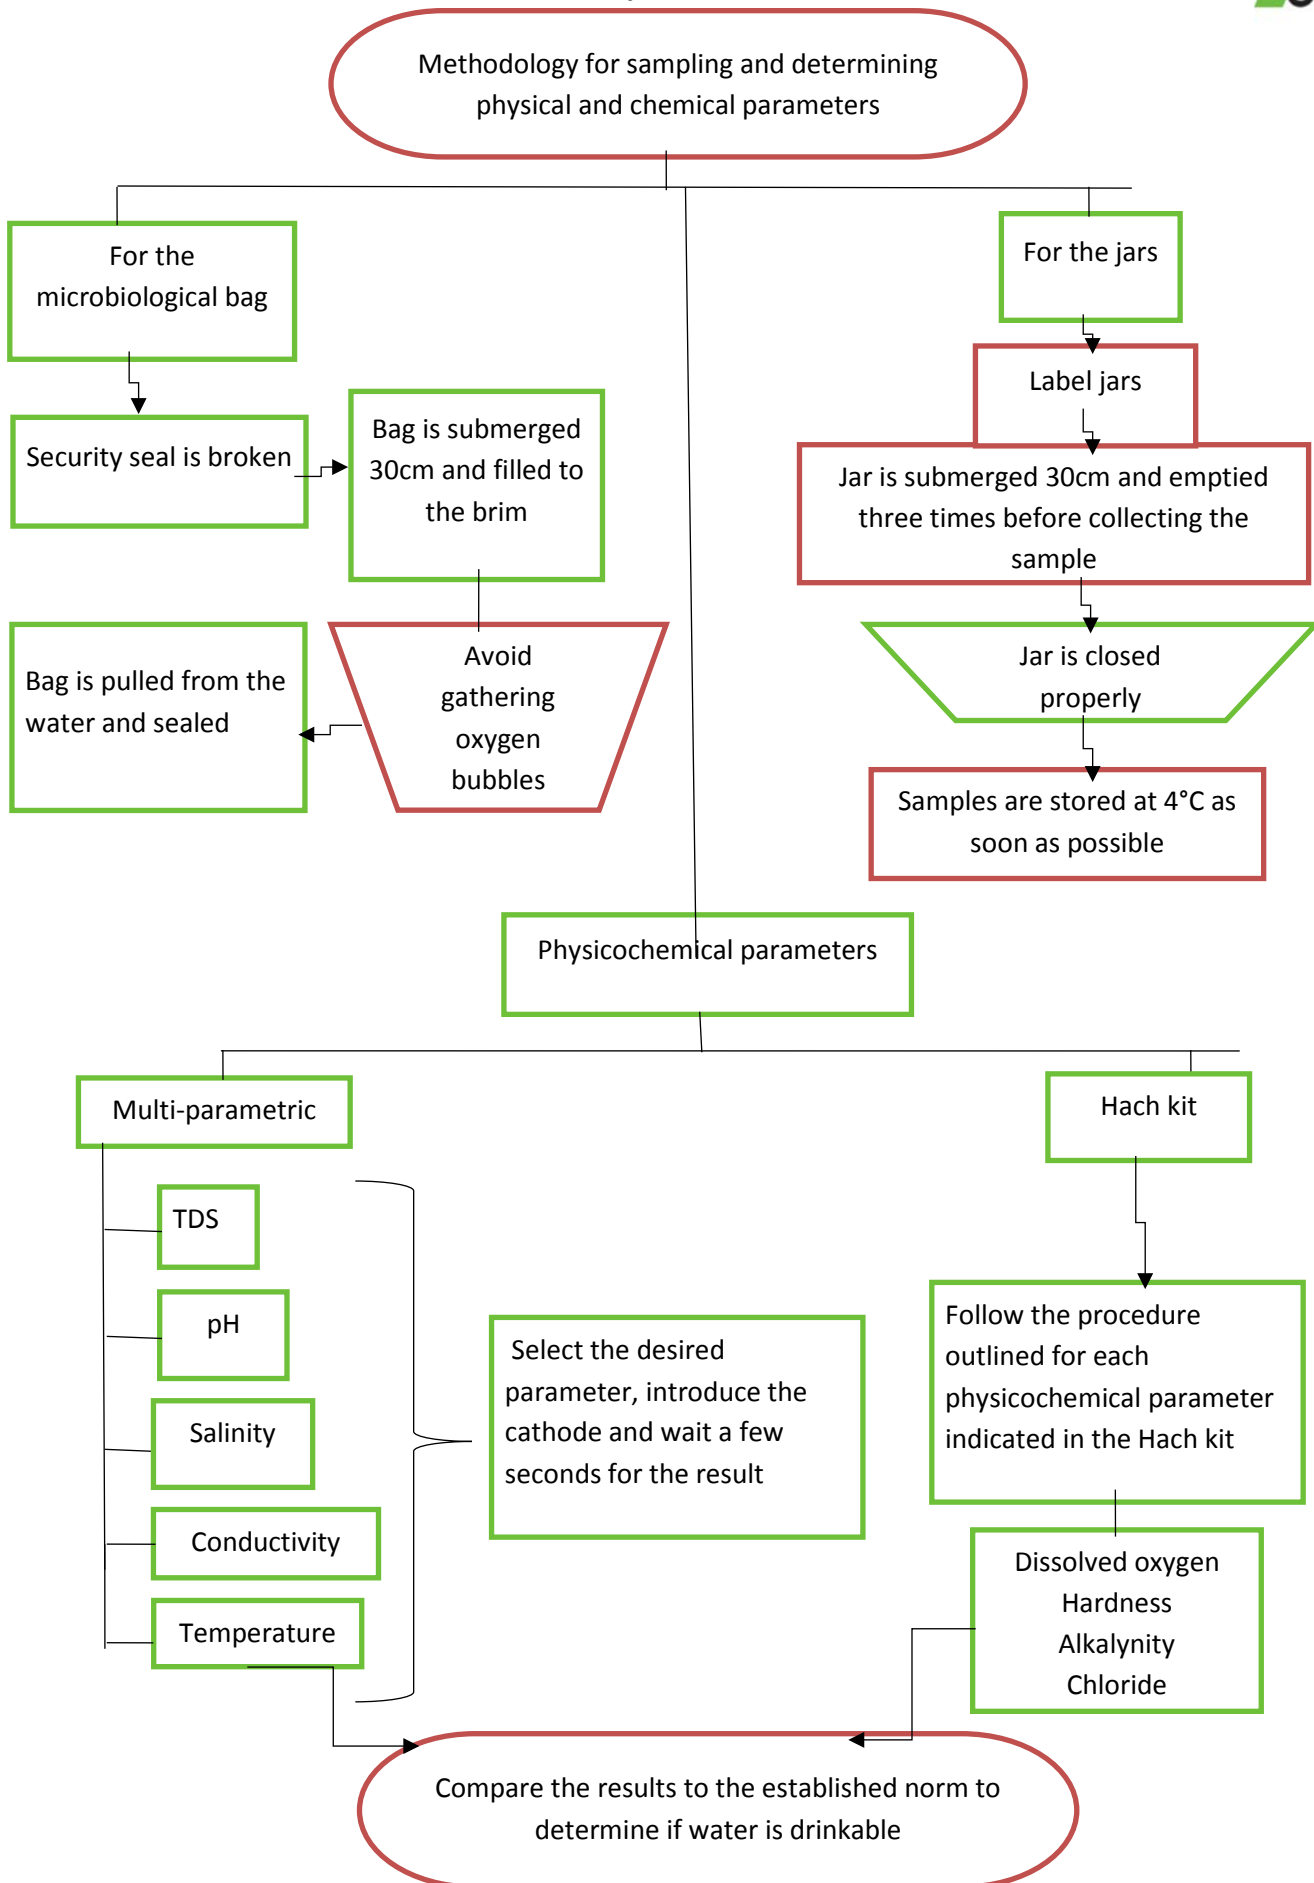 Methodology for sampling and determining
physical and chemical parameters
For the
microbiological bag
Security seal is broken
Bag is submerged
30cm and filled to
the brim
Avoid
gathering
oxygen
bubbles
Bag is pulled from the
water and sealed
For the jars
Label jars
Jar is submerged 30cm and emptied
three times before collecting the
sample
Jar is closed
properly
Samples are stored at 4°C as
soon as possible
Physicochemical parameters
Multi-parametric
TDS
pH
Salinity
Conductivity
Temperature
Select the desired
parameter, introduce the
cathode and wait a few
seconds for the result
Hach kit
Follow the procedure
outlined for each
physicochemical parameter
indicated in the Hach kit
Dissolved oxygen
Hardness
Alkalynity
Chloride
Compare the results to the established norm to
determine if water is drinkable